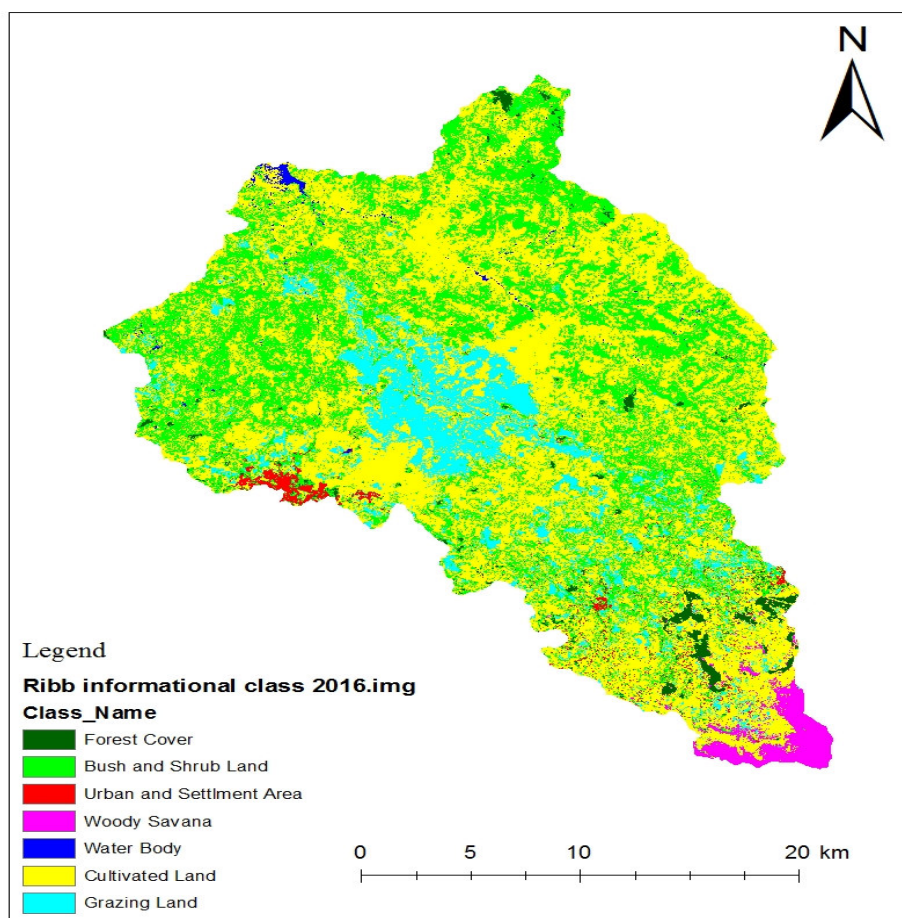 N
Legend
Ribb informational class 2016.img
Class_Name
Forest Cover
Bush and Shrub Land
Urban and Settlment Area
Woody Savana
Water Body
Cultivated Land
Grazing Land
0 5 10 20 km